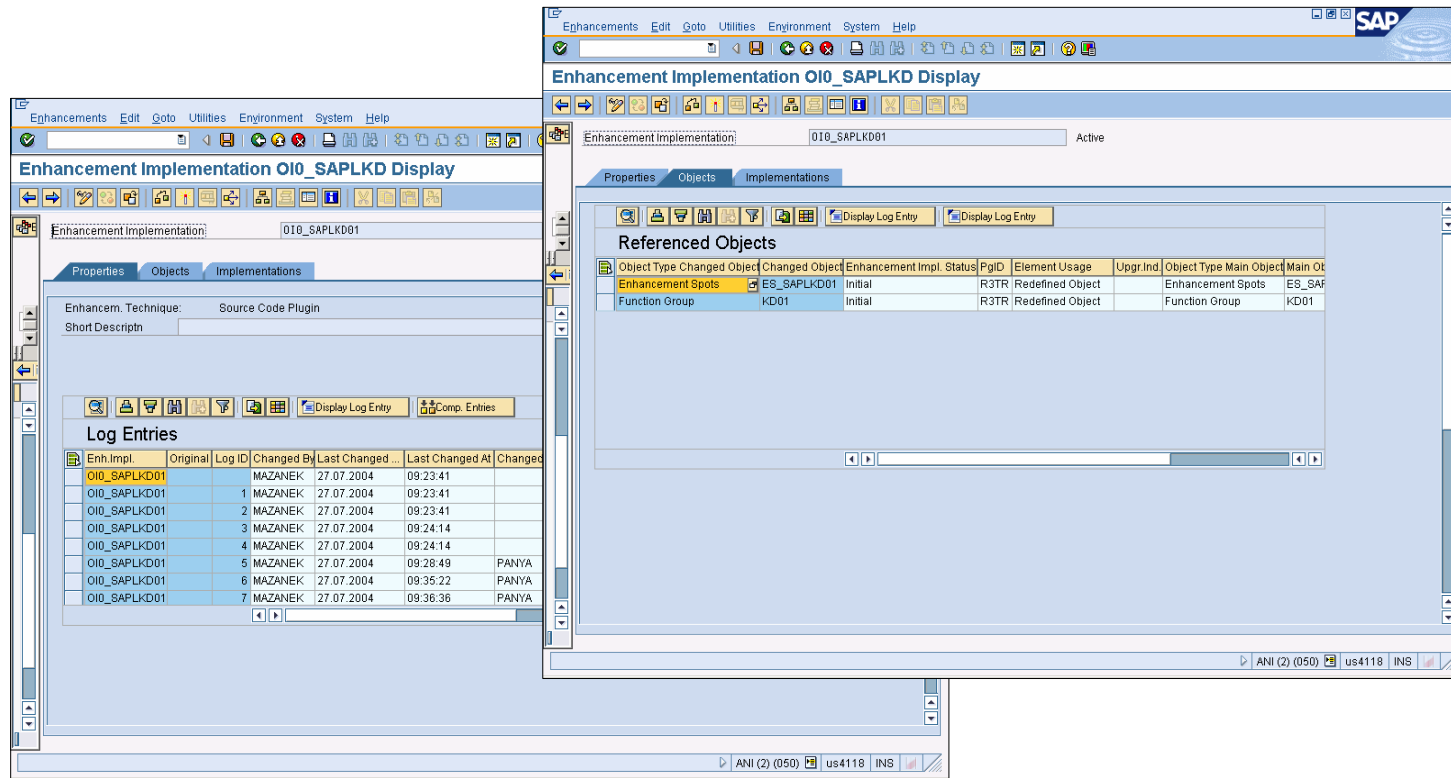 Enhancements Edit Goto Utilities Environment System Help
Enhancement Implementation OI0_SAPLKD Display
Enhancement Implementation OI0_SAPLKD01
Properties Objects Implementations
Enhancem. Technique: Source Code Plugin
Short Descriptn
Display Log Entry Comp. Entries
Log Entries
Enh.Impl. Original Log ID Changed By Last Changed ... Last Changed At Changed
OI0_SAPLKD01 MAZANEK 27.07.2004 09:23:41
OI0_SAPLKD01 1 MAZANEK 27.07.2004 09:23:41
OI0_SAPLKD01 2 MAZANEK 27.07.2004 09:23:41
OI0_SAPLKD01 3 MAZANEK 27.07.2004 09:24:14
OI0_SAPLKD01 4 MAZANEK 27.07.2004 09:24:14
OI0_SAPLKD01 5 MAZANEK 27.07.2004 09:28:49 PANYA
OI0_SAPLKD01 6 MAZANEK 27.07.2004 09:35:22 PANYA
OI0_SAPLKD01 7 MAZANEK 27.07.2004 09:36:36 PANYA
ANI (2) (050) us4118 INS
Enhancements Edit Goto Utilities Environment System Help
SAP
Enhancement Implementation OI0_SAPLKD Display
Enhancement Implementation OI0_SAPLKD01 Active
Properties Objects Implementations
Display Log Entry Display Log Entry
Referenced Objects
Object Type Changed Object Changed Object Enhancement Impl. Status PgID Element Usage Upgr.Ind. Object Type Main Object Main Ob
Enhancement Spots ES_SAPLKD01 Initial R3TR Redefined Object Enhancement Spots ES_SAP
Function Group KD01 Initial R3TR Redefined Object Function Group KD01
ANI (2) (050) us4118 INS